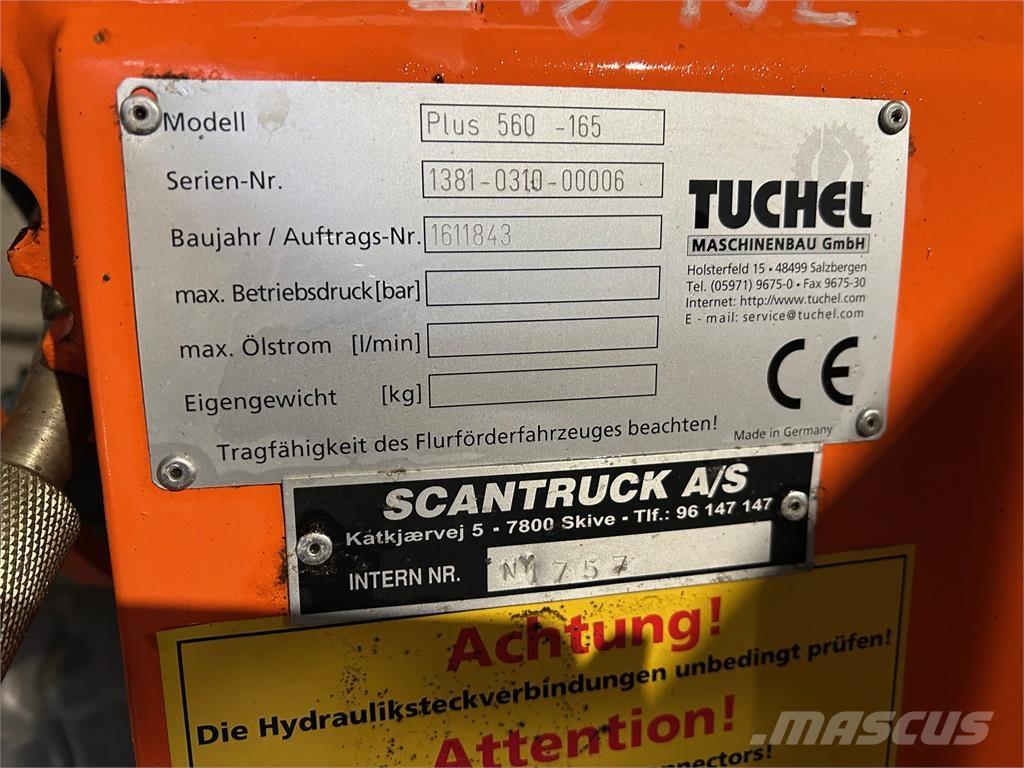 Modell Plus 560 -165
Serien-Nr. 1381-0310-00006
Baujahr / Auftrags-Nr. 1611843
max. Betriebsdruck [bar]
max. Ölstrom [l/min]
Eigengewicht [kg]
Tragfähigkeit des Flurförderfahrzeuges beachten!
TUCHEL
MASCHINENBAU GmbH
Holsterfeld 15 • 48499 Salzbergen
Tel. (05971) 9675-0 • Fax 9675-30
Internet: http://www.tuchel.com
E - mail: service@tuchel.com
CE
Made in Germany
SCANTRUCK A/S
Katkjærvej 5 - 7800 Skive - Tlf.: 96 147 147
INTERN NR. NY1757
Achtung!
Die Hydrauliksteckverbindungen unbedingt prüfen!
Attention!
MASCUS